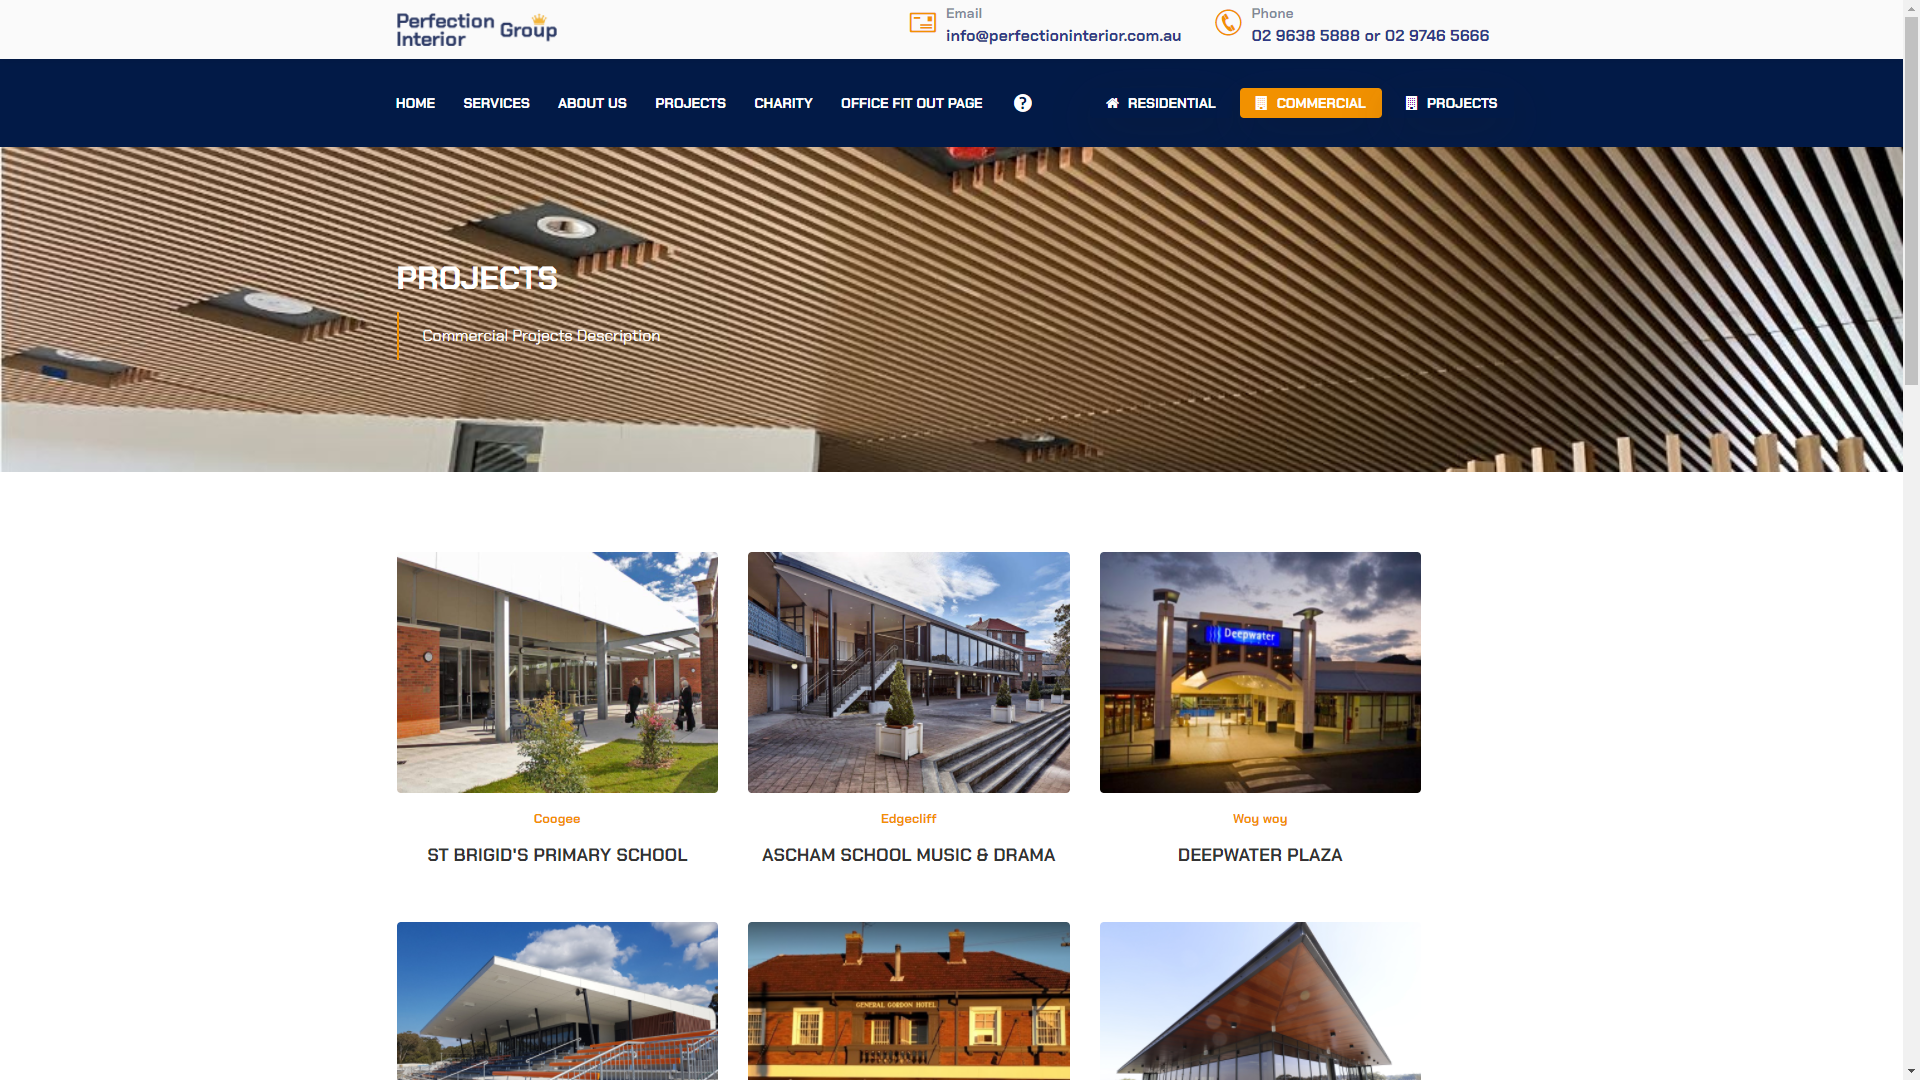 Perfection
Interior
Group
Email
info@perfectioninterior.com.au
Phone
02 9638 5888 or 02 9746 5666
HOME
SERVICES
ABOUT US
PROJECTS
CHARITY
OFFICE FIT OUT PAGE
?
RESIDENTIAL
COMMERCIAL
PROJECTS
PROJECTS
Commercial Projects Description
Deepwater
Coogee
Edgecliff
Woy woy
ST BRIGID'S PRIMARY SCHOOL
ASCHAM SCHOOL MUSIC & DRAMA
DEEPWATER PLAZA
GENERAL GORDON HOTEL